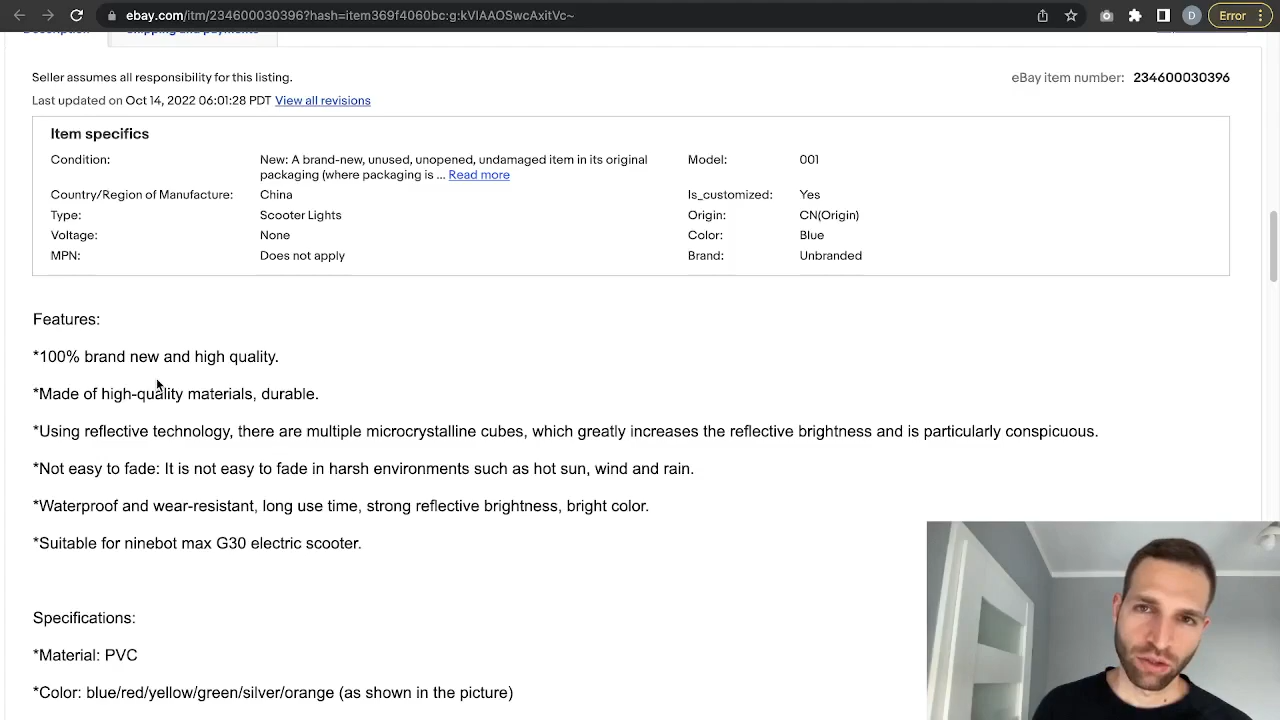 ebay.com/itm/234600030396?hash=item369f4060bc:g:kVIAAOSwcAxitVc~
D
Error
Description Shipping and payments
Seller assumes all responsibility for this listing.
eBay item number: 234600030396
Last updated on Oct 14, 2022 06:01:28 PDT View all revisions
Item specifics
Condition: New: A brand-new, unused, unopened, undamaged item in its original packaging (where packaging is ... Read more
Model: 001
Country/Region of Manufacture: China
Is_customized: Yes
Type: Scooter Lights
Origin: CN(Origin)
Voltage: None
Color: Blue
MPN: Does not apply
Brand: Unbranded
Features:
*100% brand new and high quality.
*Made of high-quality materials, durable.
*Using reflective technology, there are multiple microcrystalline cubes, which greatly increases the reflective brightness and is particularly conspicuous.
*Not easy to fade: It is not easy to fade in harsh environments such as hot sun, wind and rain.
*Waterproof and wear-resistant, long use time, strong reflective brightness, bright color.
*Suitable for ninebot max G30 electric scooter.
Specifications:
*Material: PVC
*Color: blue/red/yellow/green/silver/orange (as shown in the picture)